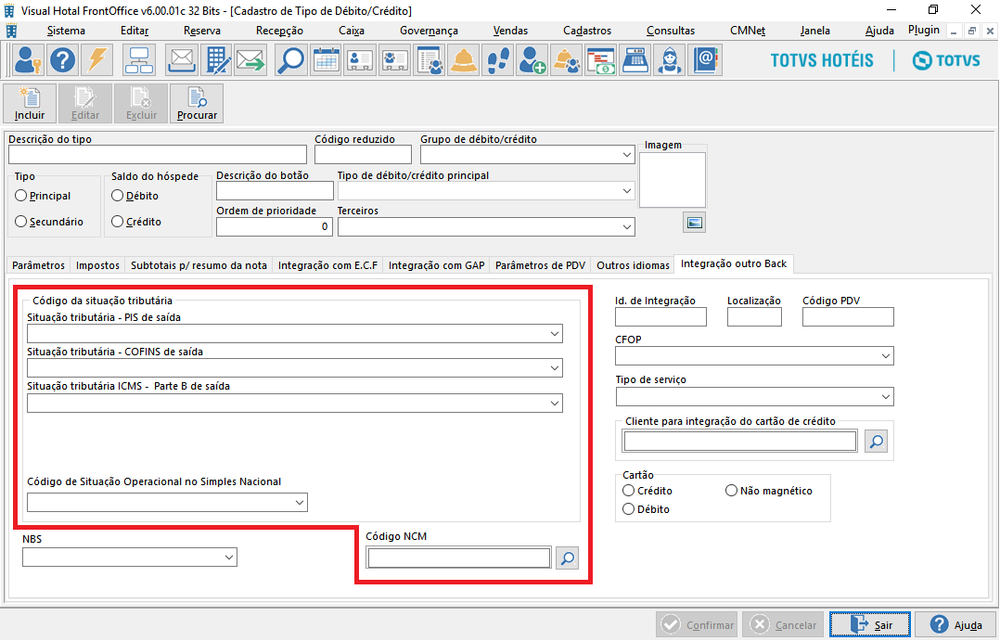 Visual Hotal FrontOffice v6.00.01c 32 Bits - [Cadastro de Tipo de Débito/Crédito]
Sistema Editar Reserva Recepção Caixa Governança Vendas Cadastros Consultas CMNet Janela Ajuda Plugin
TOTVS HOTÉIS TOTVS
Incluir Editar Excluir Procurar
Descrição do tipo Código reduzido Grupo de débito/crédito Imagem
Tipo Saldo do hóspede Descrição do botão Tipo de débito/crédito principal
Principal Débito
Ordem de prioridade Terceiros
Secundário Crédito 0
Parâmetros Impostos Subtotais p/ resumo da nota Integração com E.C.F Integração com GAP Parâmetros de PDV Outros idiomas Integração outro Back
Código da situação tributária Id. de Integração Localização Código PDV
Situação tributária - PIS de saída
CFOP
Situação tributária - COFINS de saída
Tipo de serviço
Situação tributária ICMS - Parte B de saída
Cliente para integração do cartão de crédito
Código de Situação Operacional no Simples Nacional
Cartão
Crédito Não magnético
Débito
NBS Código NCM
Confirmar Cancelar Sair Ajuda